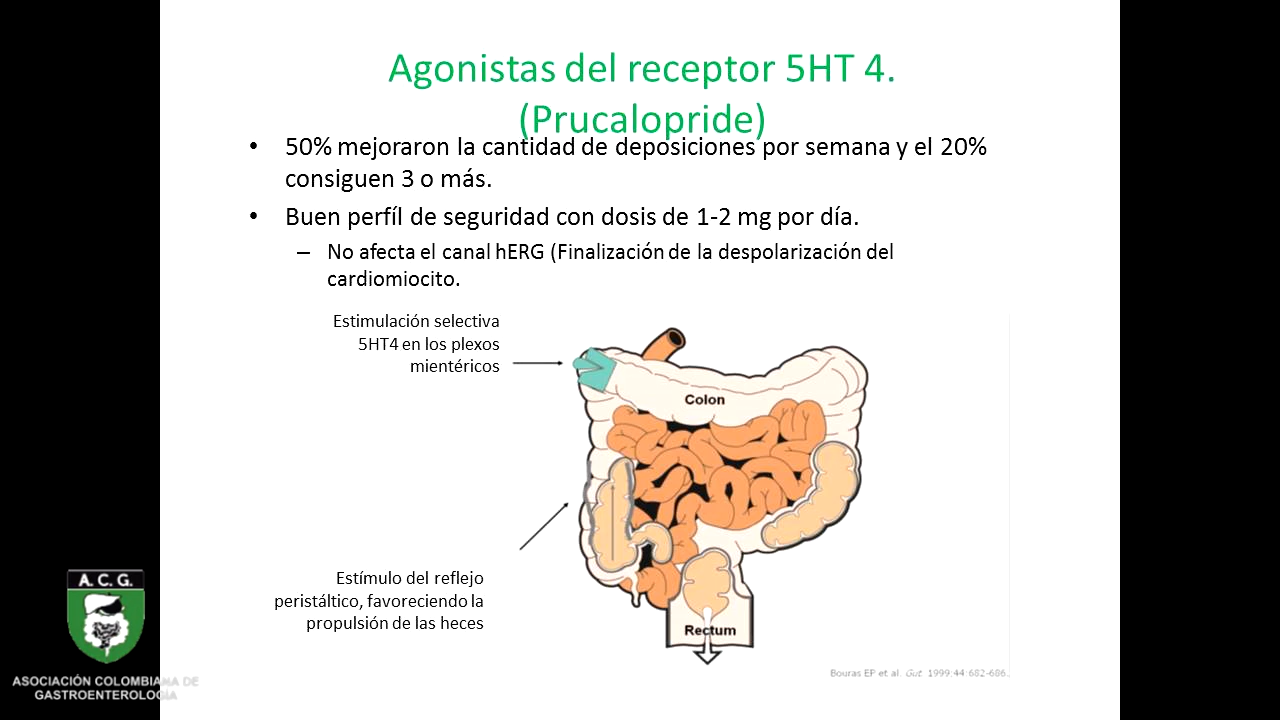 Agonistas del receptor 5HT 4.
(Prucalopride)
• 50% mejoraron la cantidad de deposiciones por semana y el 20%
consiguen 3 o más.
• Buen perfíl de seguridad con dosis de 1-2 mg por día.
– No afecta el canal hERG (Finalización de la despolarización del
cardiomiocito.
Estimulación selectiva
5HT4 en los plexos
mientéricos
Colon
Estímulo del reflejo
peristáltico, favoreciendo la
propulsión de las heces
Rectum
Bouras EP et al. Gut 1999;44:682-686.
A.C.G.
ASOCIACIÓN COLOMBIANA DE
GASTROENTEROLOGÍA